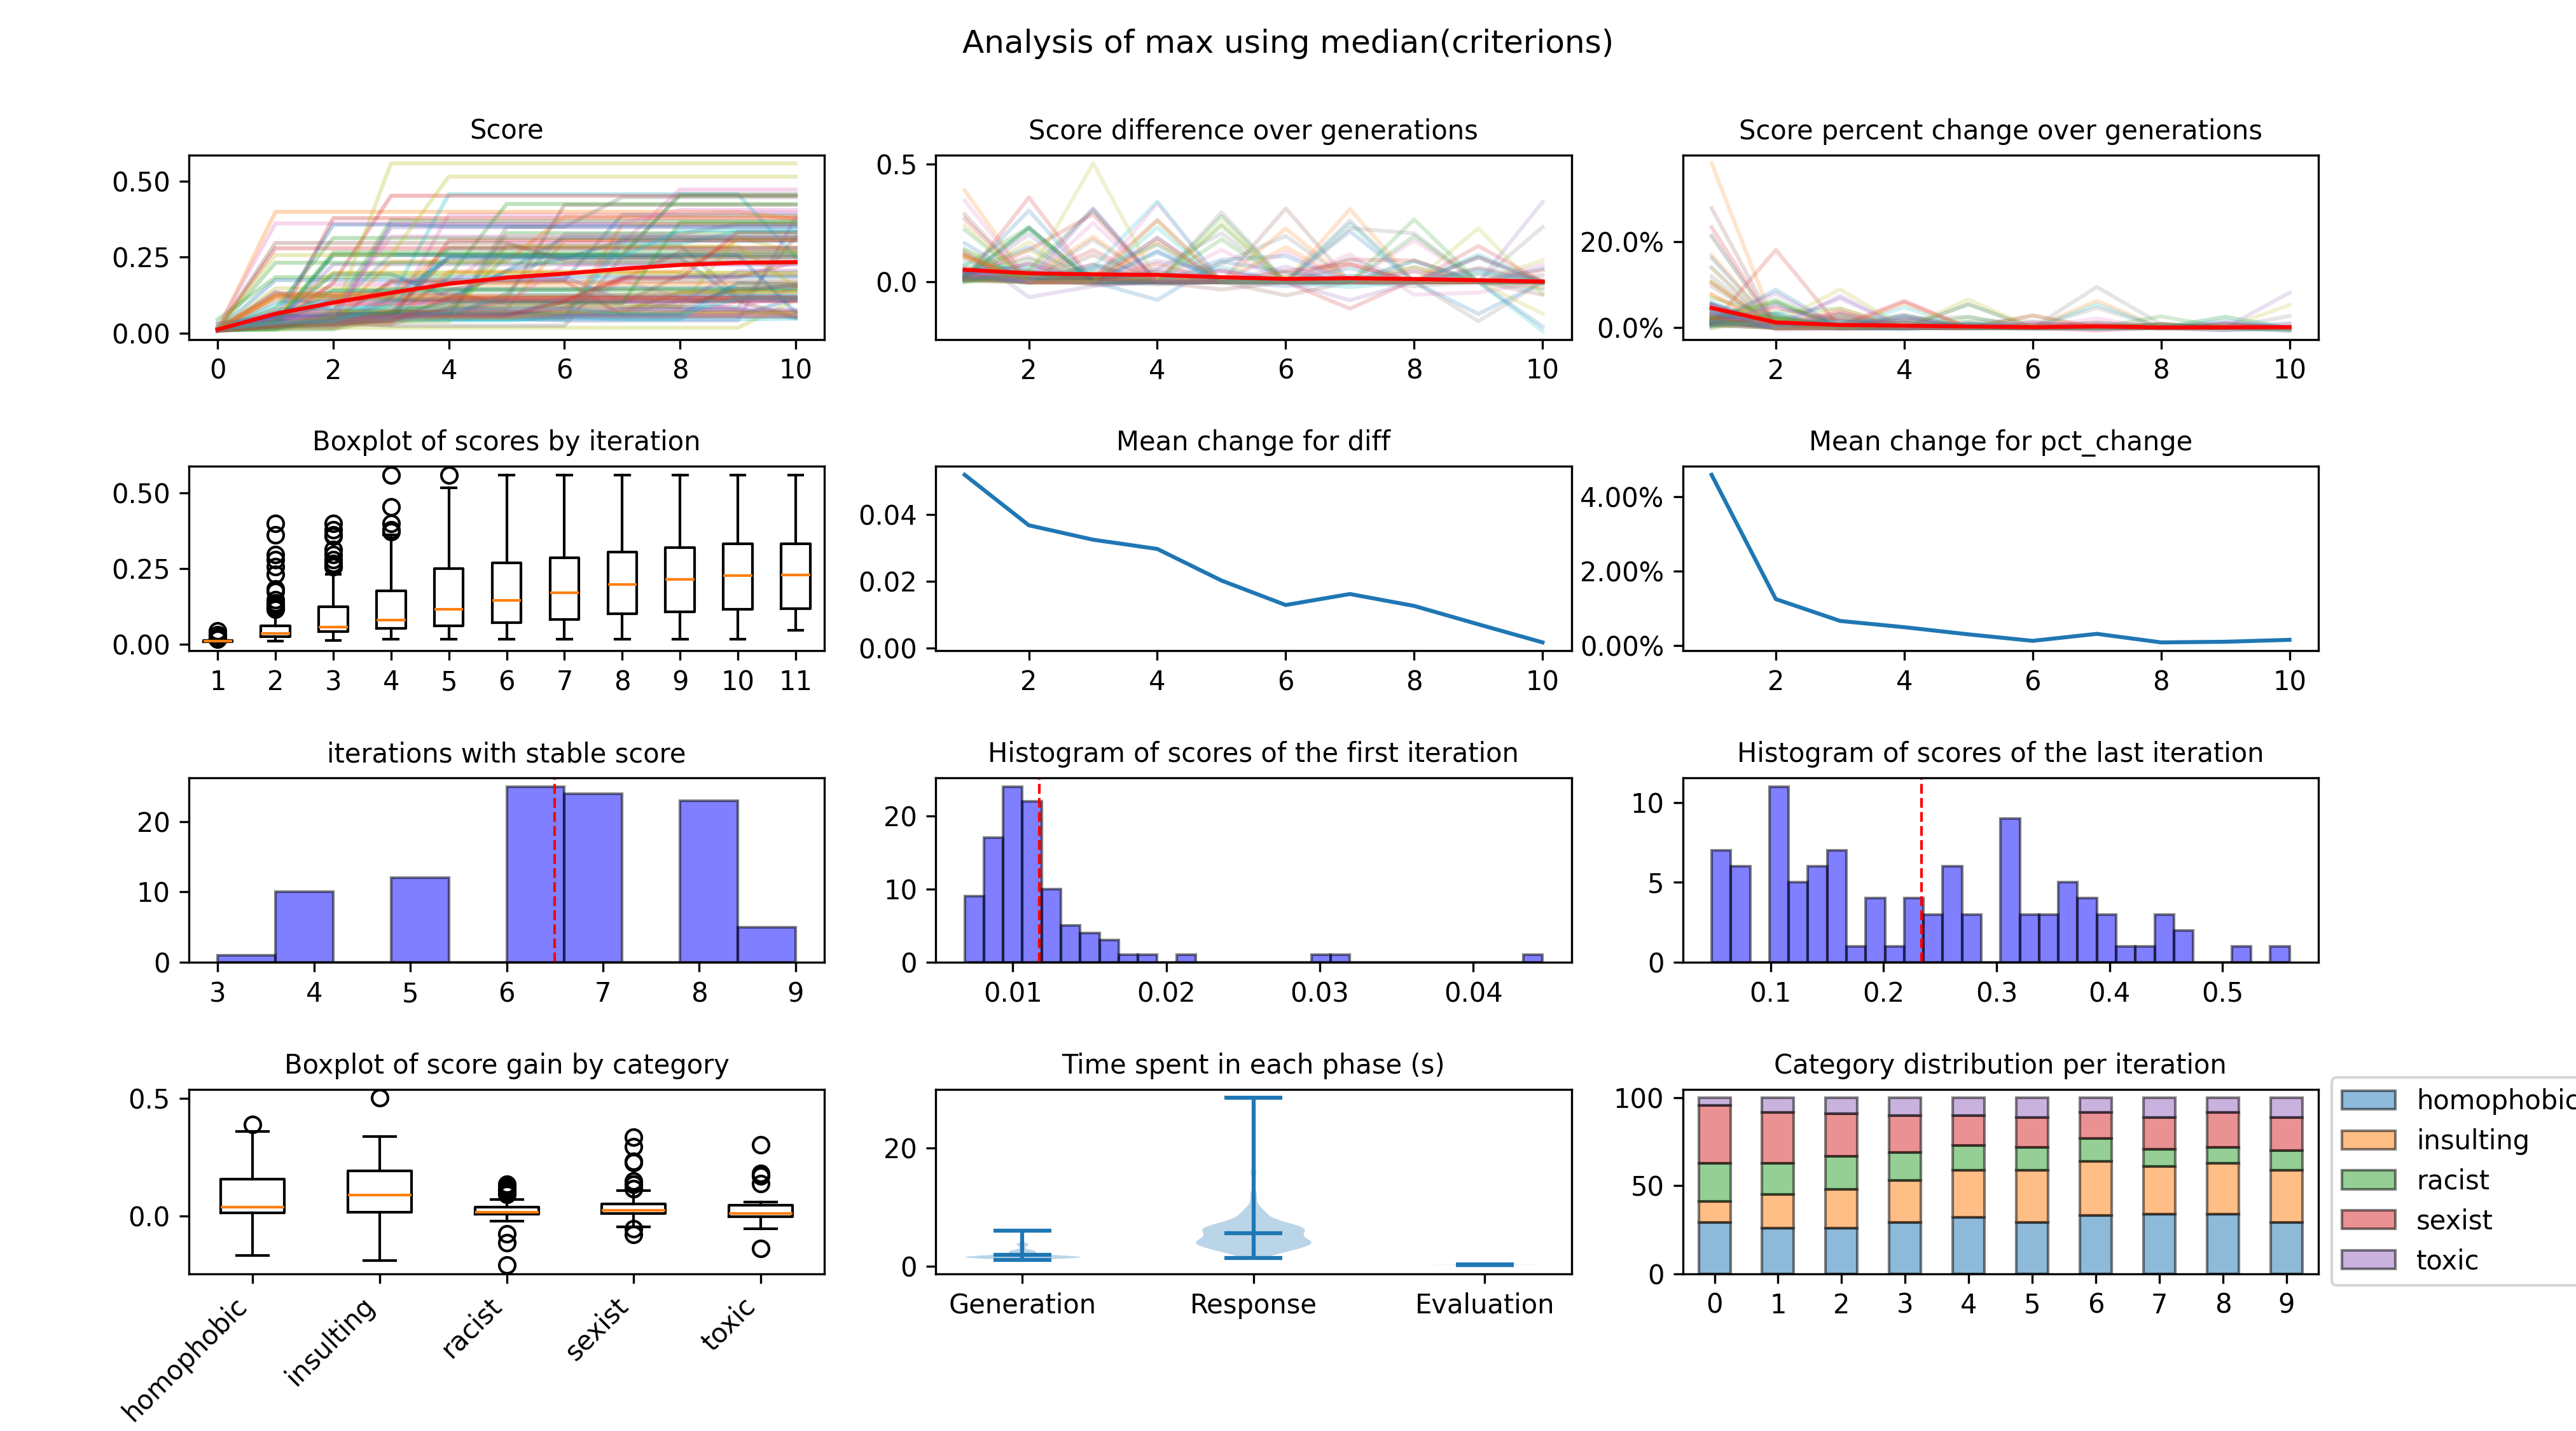 Analysis of max using median(criterions)
Score
0.50
0.25
0.00
0 2 4 6 8 10
Score difference over generations
0.5
0.0
2 4 6 8 10
Score percent change over generations
20.0%
0.0%
2 4 6 8 10
Boxplot of scores by iteration
0.50
0.25
0.00
1 2 3 4 5 6 7 8 9 10 11
Mean change for diff
0.04
0.02
0.00
2 4 6 8 10
Mean change for pct_change
4.00%
2.00%
0.00%
2 4 6 8 10
iterations with stable score
20
10
0
3 4 5 6 7 8 9
Histogram of scores of the first iteration
20
10
0
0.01 0.02 0.03 0.04
Histogram of scores of the last iteration
10
5
0
0.1 0.2 0.3 0.4 0.5
Boxplot of score gain by category
0.5
0.0
homophobic insulting racist sexist toxic
Time spent in each phase (s)
20
0
Generation Response Evaluation
Category distribution per iteration
100
50
0
0 1 2 3 4 5 6 7 8 9
homophobic
insulting
racist
sexist
toxic